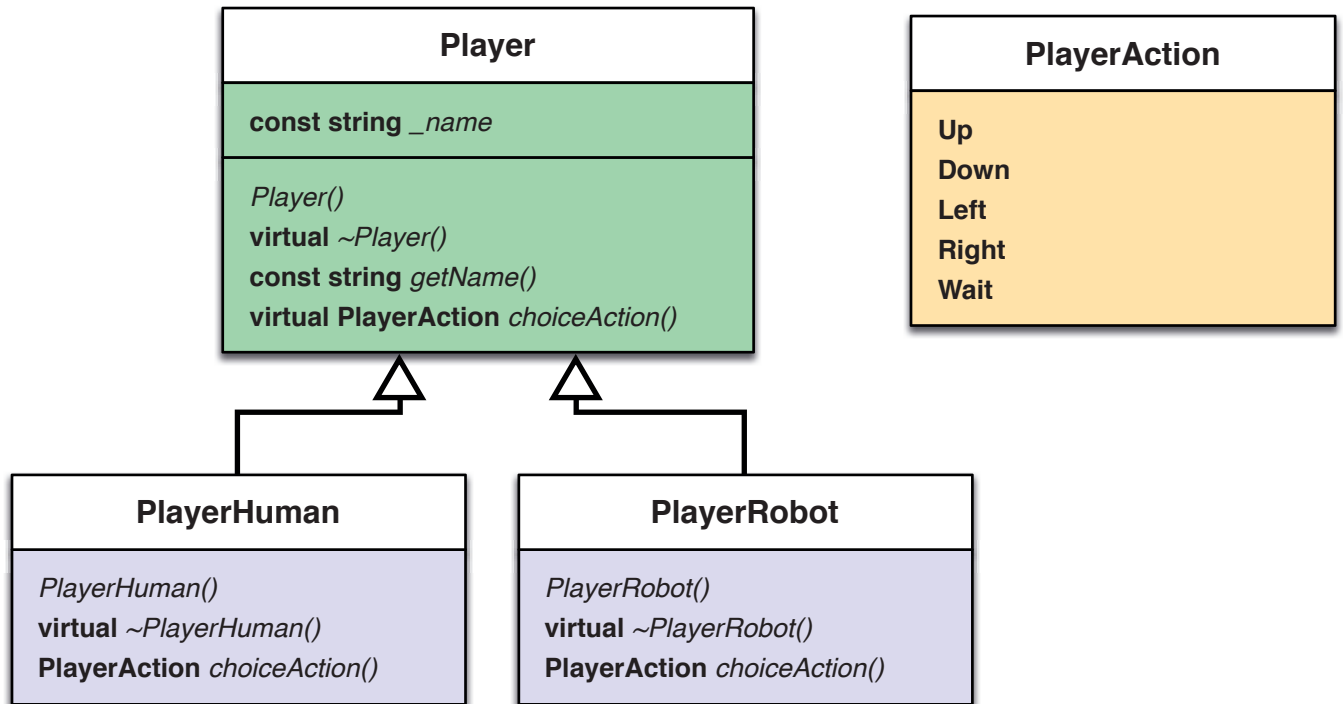 Player
const string _name
Player()
virtual ~Player()
const string getName()
virtual PlayerAction choiceAction()
PlayerAction
Up
Down
Left
Right
Wait
PlayerHuman
PlayerHuman()
virtual ~PlayerHuman()
PlayerAction choiceAction()
PlayerRobot
PlayerRobot()
virtual ~PlayerRobot()
PlayerAction choiceAction()